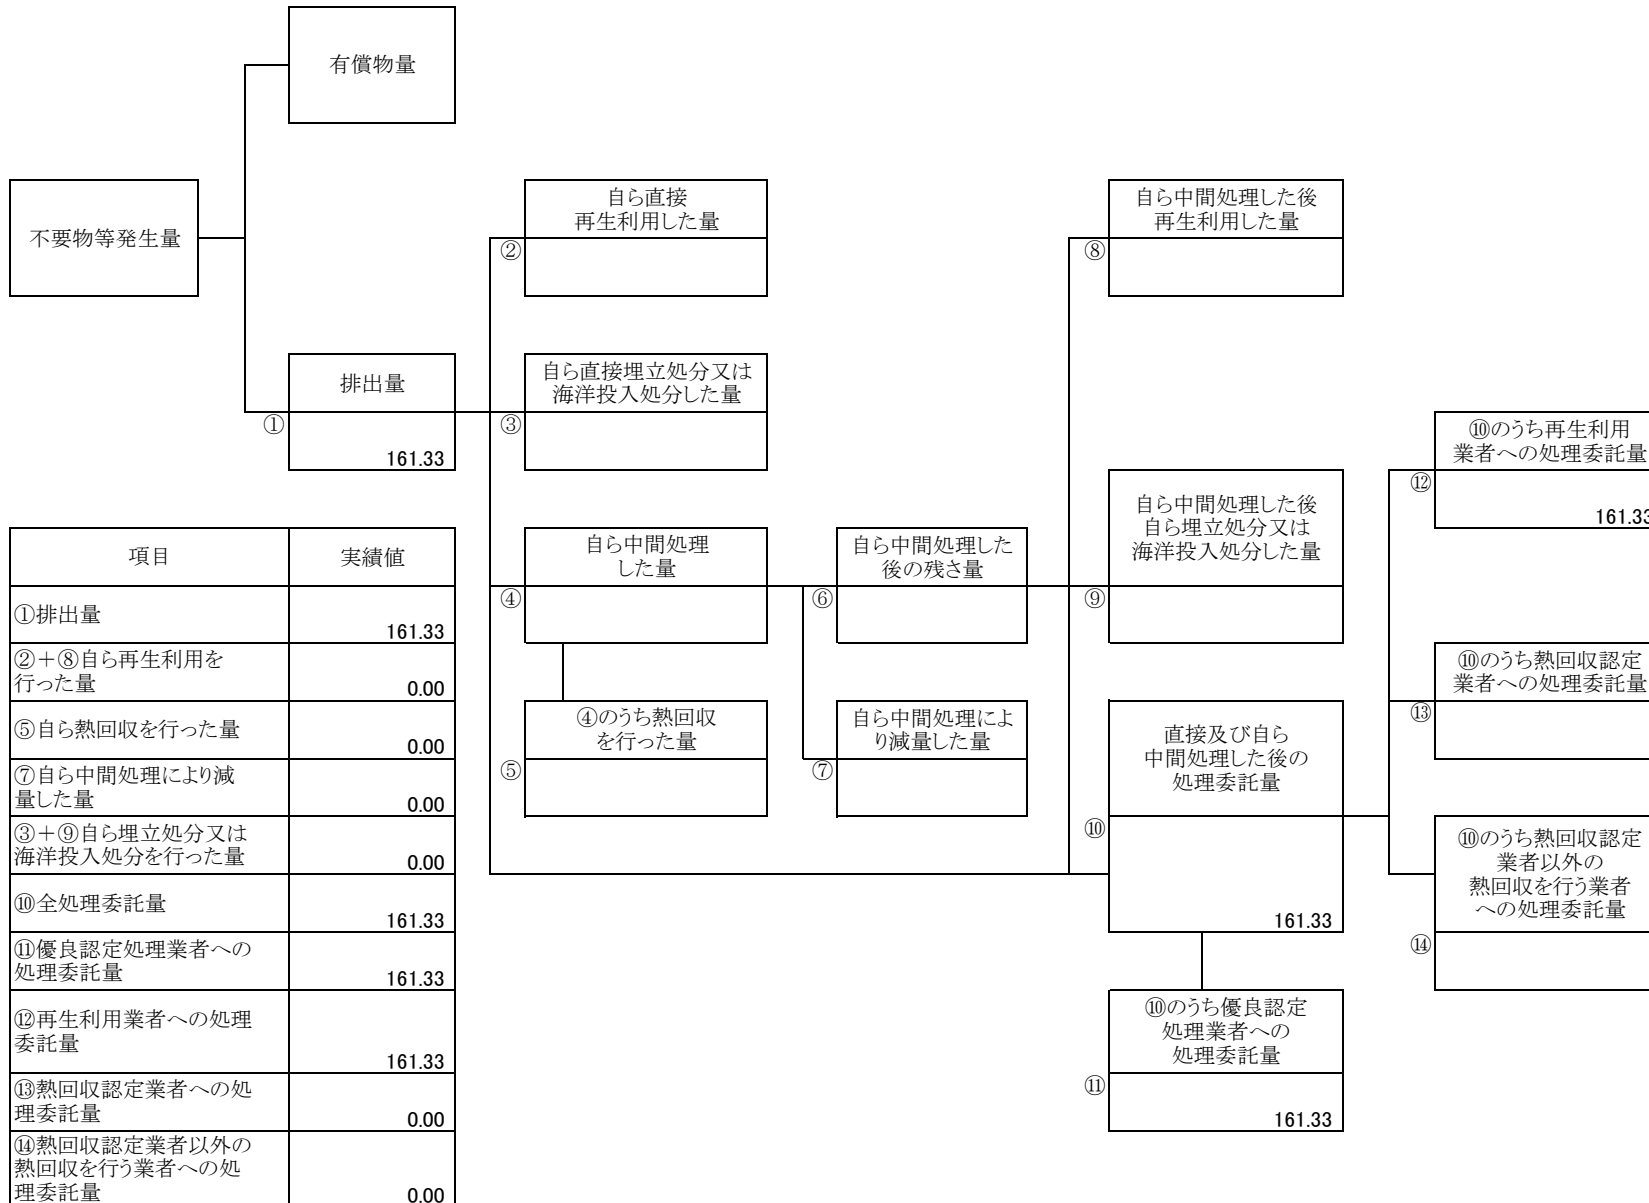 有償物量
不要物等発生量
自ら直接
再生利用した量
②
自ら中間処理した後
再生利用した量
⑧
排出量
①
161.33
自ら直接埋立処分又は
海洋投入処分した量
③
⑩のうち再生利用
業者への処理委託量
⑫
161.33
自ら中間処理した後
自ら埋立処分又は
海洋投入処分した量
⑨
自ら中間処理
した量
④
自ら中間処理した
後の残さ量
⑥
⑩のうち熱回収認定
業者への処理委託量
⑬
④のうち熱回収
を行った量
⑤
自ら中間処理によ
り減量した量
⑦
直接及び自ら
中間処理した後の
処理委託量
⑩
161.33
⑩のうち熱回収認定
業者以外の
熱回収を行う業者
への処理委託量
⑭
⑩のうち優良認定
処理業者への
処理委託量
⑪
161.33
項目 実績値
①排出量 161.33
②+⑧自ら再生利用を
行った量 0.00
⑤自ら熱回収を行った量 0.00
⑦自ら中間処理により減
量した量 0.00
③+⑨自ら埋立処分又は
海洋投入処分を行った量 0.00
⑩全処理委託量 161.33
⑪優良認定処理業者への
処理委託量 161.33
⑫再生利用業者への処理
委託量 161.33
⑬熱回収認定業者への処
理委託量 0.00
⑭熱回収認定業者以外の
熱回収を行う業者への処
理委託量 0.00